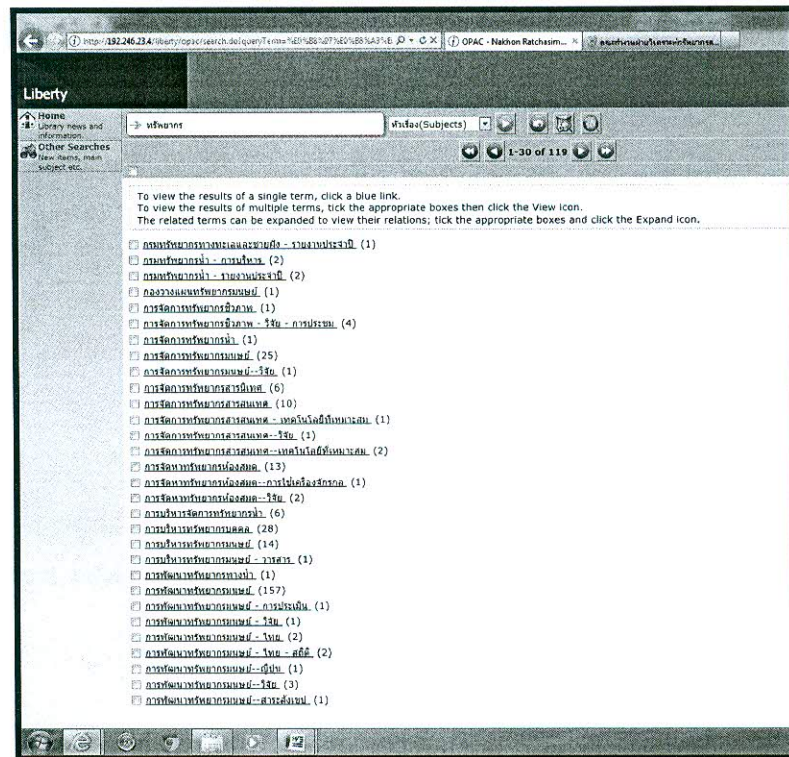 http://192.246.23.4/liberty/opac/search.do?queryTerm=%E0%B8%97%E0%B8%A3%E
OPAC - Nakhon Ratchasim...
Liberty
Home
Library news and information.
Other Searches
New items, main subject etc.
ทรัพยากร
หัวเรื่อง(Subjects)
1-30 of 119
To view the results of a single term, click a blue link.
To view the results of multiple terms, tick the appropriate boxes then click the View icon.
The related terms can be expanded to view their relations; tick the appropriate boxes and click the Expand icon.
กรมทรัพยากรทางทะเลและชายฝั่ง - รายงานประจำปี (1)
กรมทรัพยากรน้ำ - การบริหาร (2)
กรมทรัพยากรน้ำ - รายงานประจำปี (2)
กองวางแผนทรัพยากรมนุษย์ (1)
การจัดการทรัพยากรชีวภาพ (1)
การจัดการทรัพยากรชีวภาพ - วิจัย - การประชุม (4)
การจัดการทรัพยากรน้ำ (1)
การจัดการทรัพยากรมนุษย์ (25)
การจัดการทรัพยากรมนุษย์--วิจัย (1)
การจัดการทรัพยากรสารนิเทศ (6)
การจัดการทรัพยากรสารสนเทศ (10)
การจัดการทรัพยากรสารสนเทศ - เทคโนโลยีที่เหมาะสม (1)
การจัดการทรัพยากรสารสนเทศ--วิจัย (1)
การจัดการทรัพยากรสารสนเทศ--เทคโนโลยีที่เหมาะสม (2)
การจัดหาทรัพยากรห้องสมุด (13)
การจัดหาทรัพยากรห้องสมุด--การใช้เครื่องจักรกล (1)
การจัดหาทรัพยากรห้องสมุด--วิจัย (2)
การบริหารจัดการทรัพยากรน้ำ (6)
การบริหารทรัพยากรบุคคล (28)
การบริหารทรัพยากรมนุษย์ (14)
การบริหารทรัพยากรมนุษย์ - วารสาร (1)
การพัฒนาทรัพยากรทางน้ำ (1)
การพัฒนาทรัพยากรมนุษย์ (157)
การพัฒนาทรัพยากรมนุษย์ - การประเมิน (1)
การพัฒนาทรัพยากรมนุษย์ - วิจัย (1)
การพัฒนาทรัพยากรมนุษย์ - ไทย (2)
การพัฒนาทรัพยากรมนุษย์ - ไทย - สถิติ (2)
การพัฒนาทรัพยากรมนุษย์--ญี่ปุ่น (1)
การพัฒนาทรัพยากรมนุษย์--วิจัย (3)
การพัฒนาทรัพยากรมนุษย์--สาระสังเขป (1)